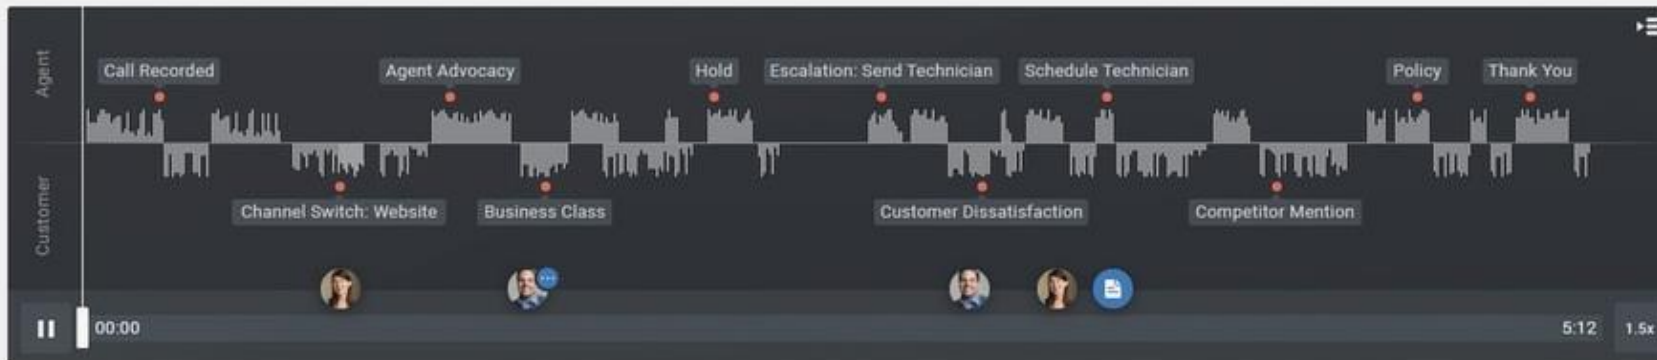 Agent
Call Recorded
Agent Advocacy
Hold
Escalation: Send Technician
Schedule Technician
Policy
Thank You
Customer
Channel Switch: Website
Business Class
Customer Dissatisfaction
Competitor Mention
00:00
5:12
1.5x